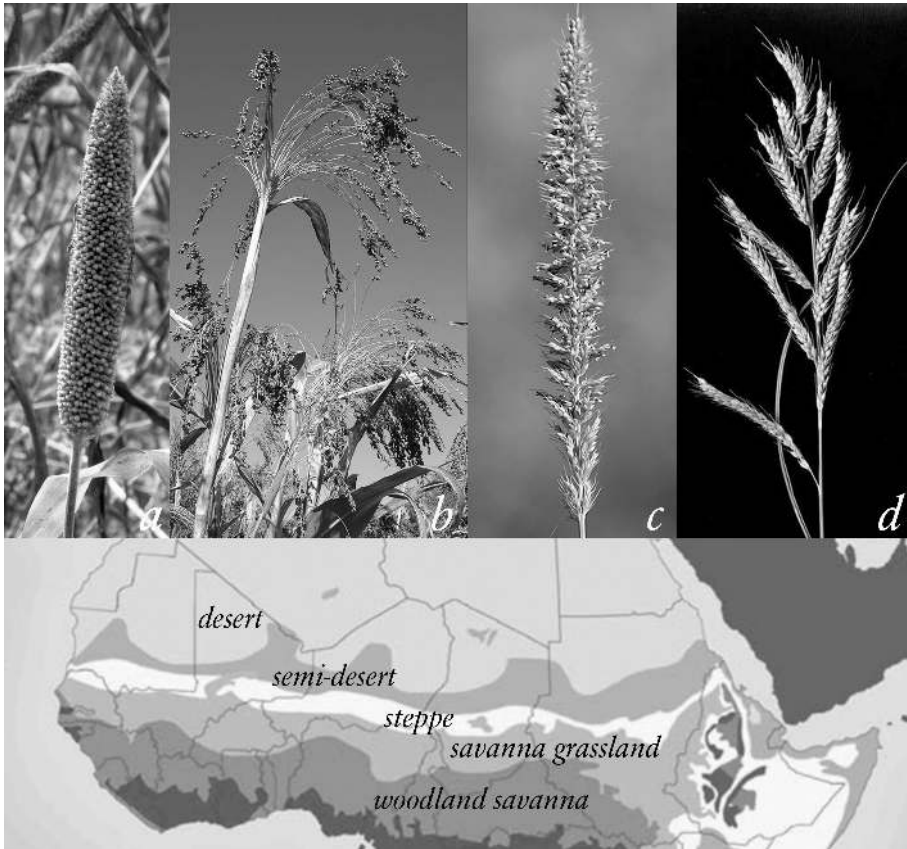 a
b
c
d
desert
semi-desert
steppe
savanna grassland
woodland savanna